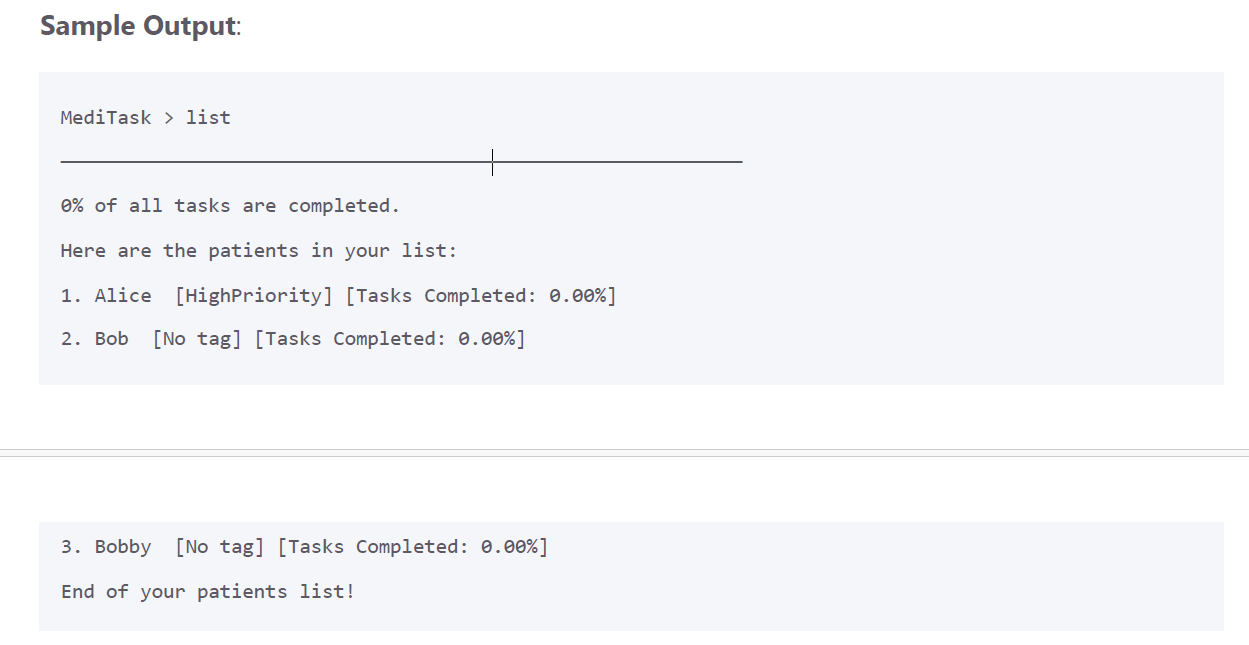 Sample Output:
MediTask > list
0% of all tasks are completed.
Here are the patients in your list:
1. Alice  [HighPriority] [Tasks Completed: 0.00%]
2. Bob  [No tag] [Tasks Completed: 0.00%]
3. Bobby  [No tag] [Tasks Completed: 0.00%]
End of your patients list!